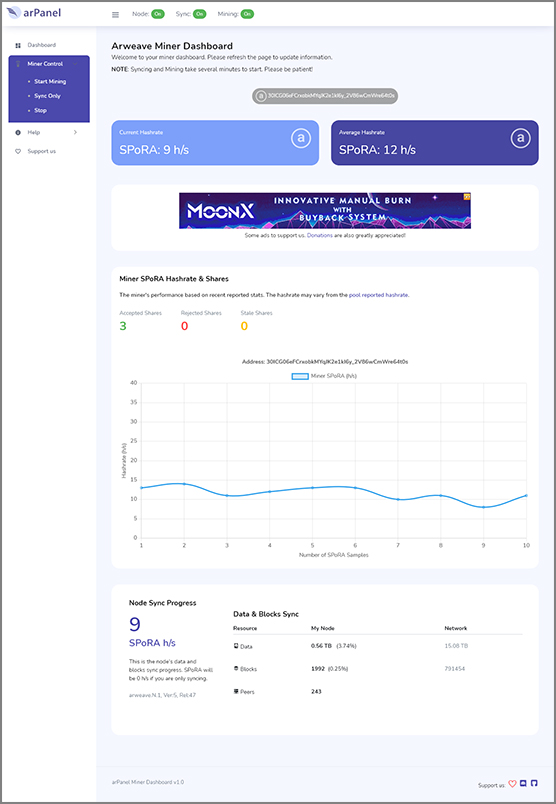 arPanel
Node: On Sync: On Mining: On
Dashboard
Miner Control
Start Mining
Sync Only
Stop
Help
Support us
Arweave Miner Dashboard
Welcome to your miner dashboard. Please refresh the page to update information.
NOTE: Syncing and Mining take several minutes to start. Please be patient!
Current Hashrate
SPoRA: 9 h/s
a
Average Hashrate
SPoRA: 12 h/s
a
MOONX
INNOVATIVE MANUAL BURN
WITH
BUYBACK SYSTEM
Some ads to support us. Donations are also greatly appreciated!
Miner SPoRA Hashrate & Shares
The miner's performance based on recent reported stats. The hashrate may vary from the pool reported hashrate.
Accepted Shares Rejected Shares Stale Shares
3 0 0
Address:
Miner SPoRA (h/s)
Hashrate (h/s)
40
35
30
25
20
15
10
5
0
1 2 3 4 5 6 7 8 9 10
Number of SPoRA Samples
Node Sync Progress
9
SPoRA h/s
This is the node's data and
blocks sync progress. SPoRA will
be 0 h/s if you are only syncing.
arweave.N.1, Ver:5, Rel:47
Data & Blocks Sync
Resource My Node Network
Data 0.56 TB (3.74%) 15.08 TB
Blocks 1992 (0.25%) 791454
Peers 243
arPanel Miner Dashboard v1.0
Support us